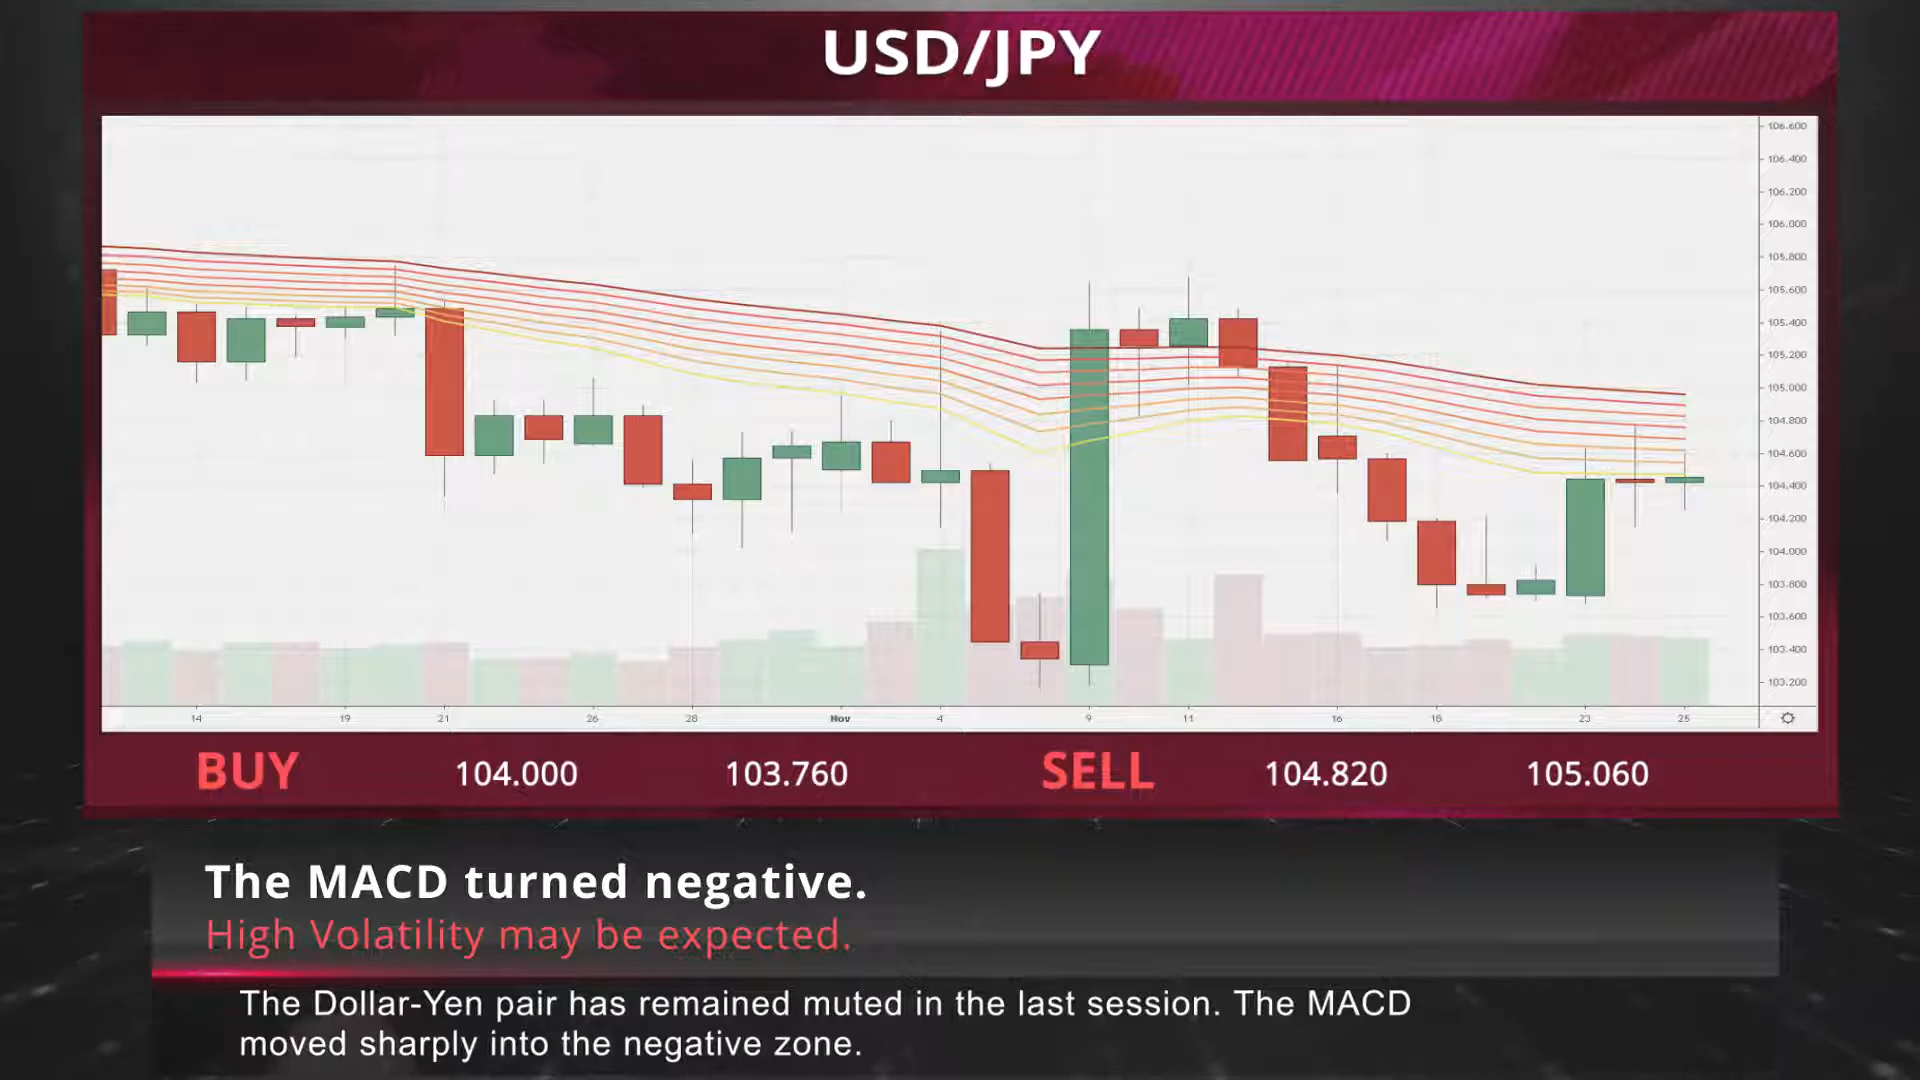 USD/JPY
106.600
106.400
106.200
106.000
105.800
105.600
105.400
105.200
105.000
104.800
104.600
104.400
104.200
104.000
103.800
103.600
103.400
103.200
14 19 21 26 28 Nov 4 9 11 16 18 23 25
BUY 104.000 103.760 SELL 104.820 105.060
The MACD turned negative.
High Volatility may be expected.
The Dollar-Yen pair has remained muted in the last session. The MACD
moved sharply into the negative zone.